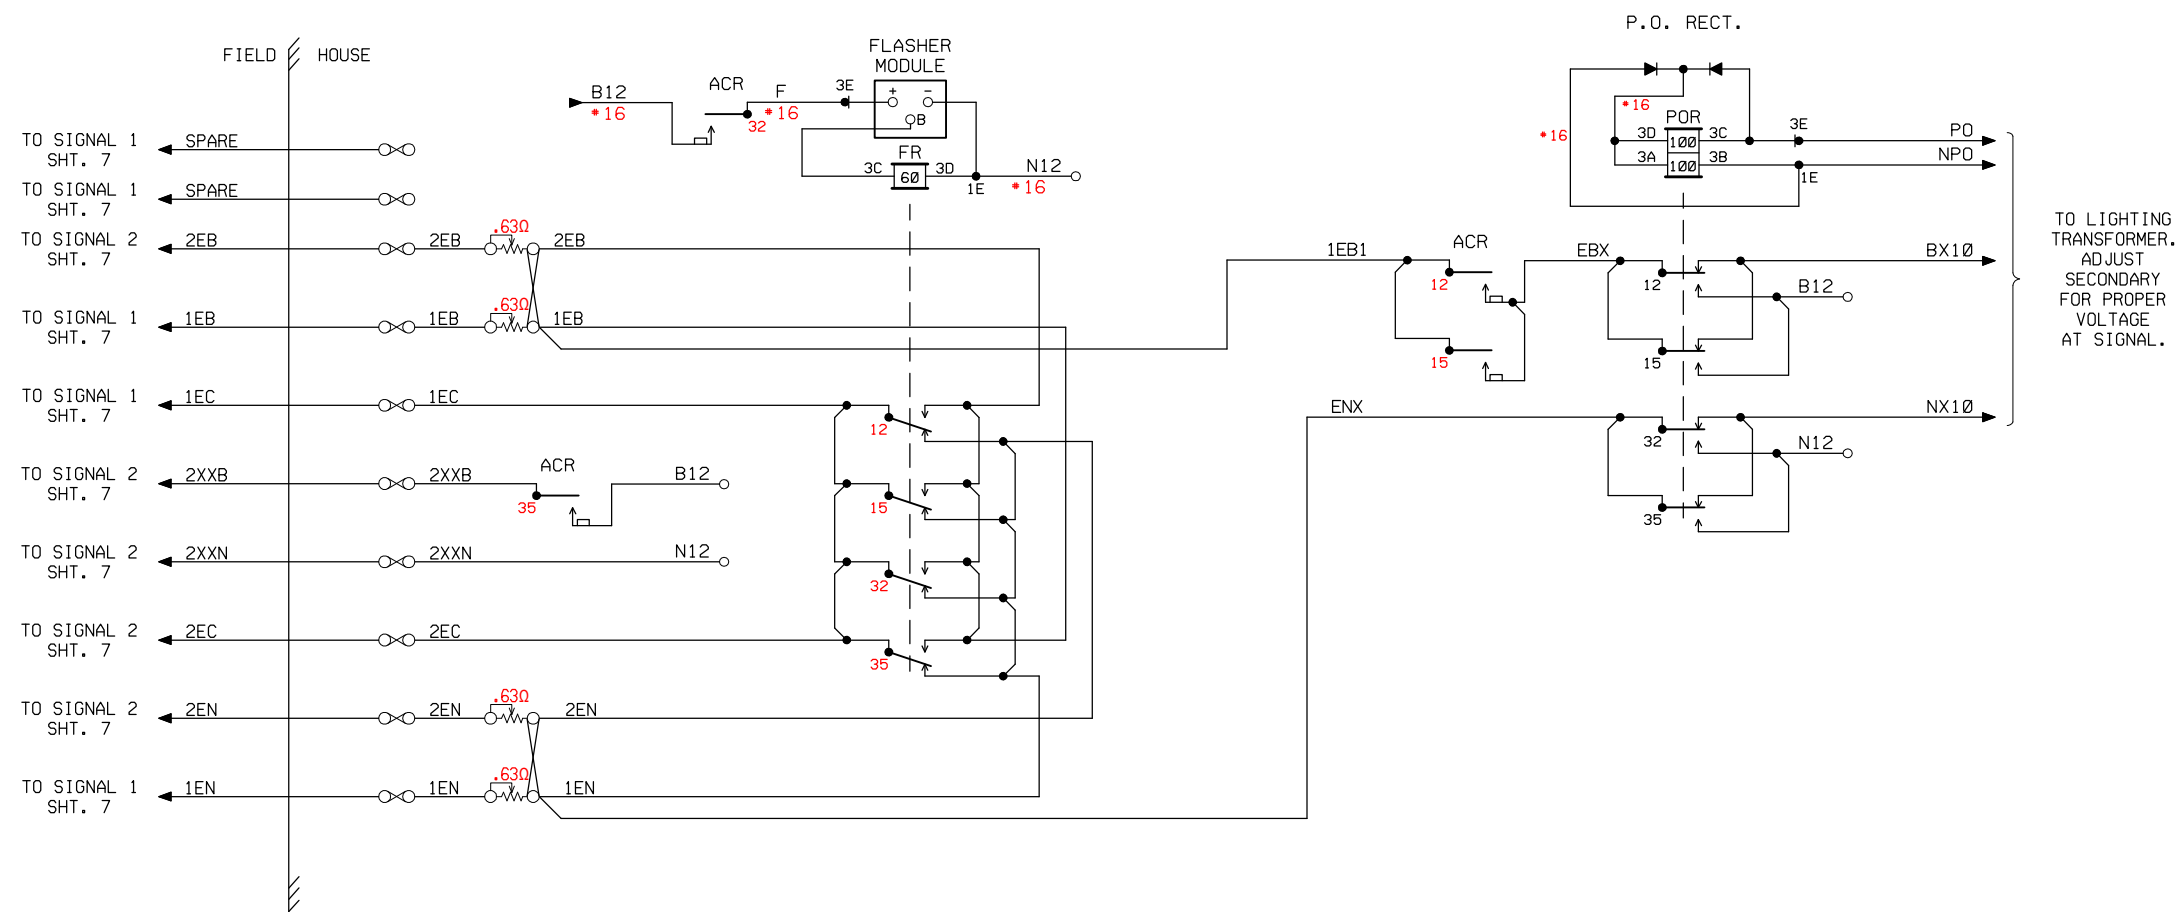 P.O. RECT.
FIELD
HOUSE
FLASHER
MODULE
B12
*16
ACR
32
F
*16
3E
+
-
B
FR
3C
60
3D
1E
N12
*16
*16
*16
POR
3D
100
3C
3A
100
3B
3E
1E
PO
NPO
TO SIGNAL 1
SHT. 7
SPARE
TO SIGNAL 1
SHT. 7
SPARE
TO SIGNAL 2
SHT. 7
2EB
2EB
.63Ω
2EB
TO SIGNAL 1
SHT. 7
1EB
1EB
.63Ω
1EB
1EB1
ACR
12
15
EBX
12
15
BX10
B12
TO LIGHTING
TRANSFORMER.
ADJUST
SECONDARY
FOR PROPER
VOLTAGE
AT SIGNAL.
TO SIGNAL 1
SHT. 7
1EC
1EC
12
15
32
35
ENX
32
35
NX10
N12
TO SIGNAL 2
SHT. 7
2XXB
2XXB
ACR
35
B12
TO SIGNAL 2
SHT. 7
2XXN
2XXN
N12
TO SIGNAL 2
SHT. 7
2EC
2EC
TO SIGNAL 2
SHT. 7
2EN
2EN
.63Ω
2EN
TO SIGNAL 1
SHT. 7
1EN
1EN
.63Ω
1EN